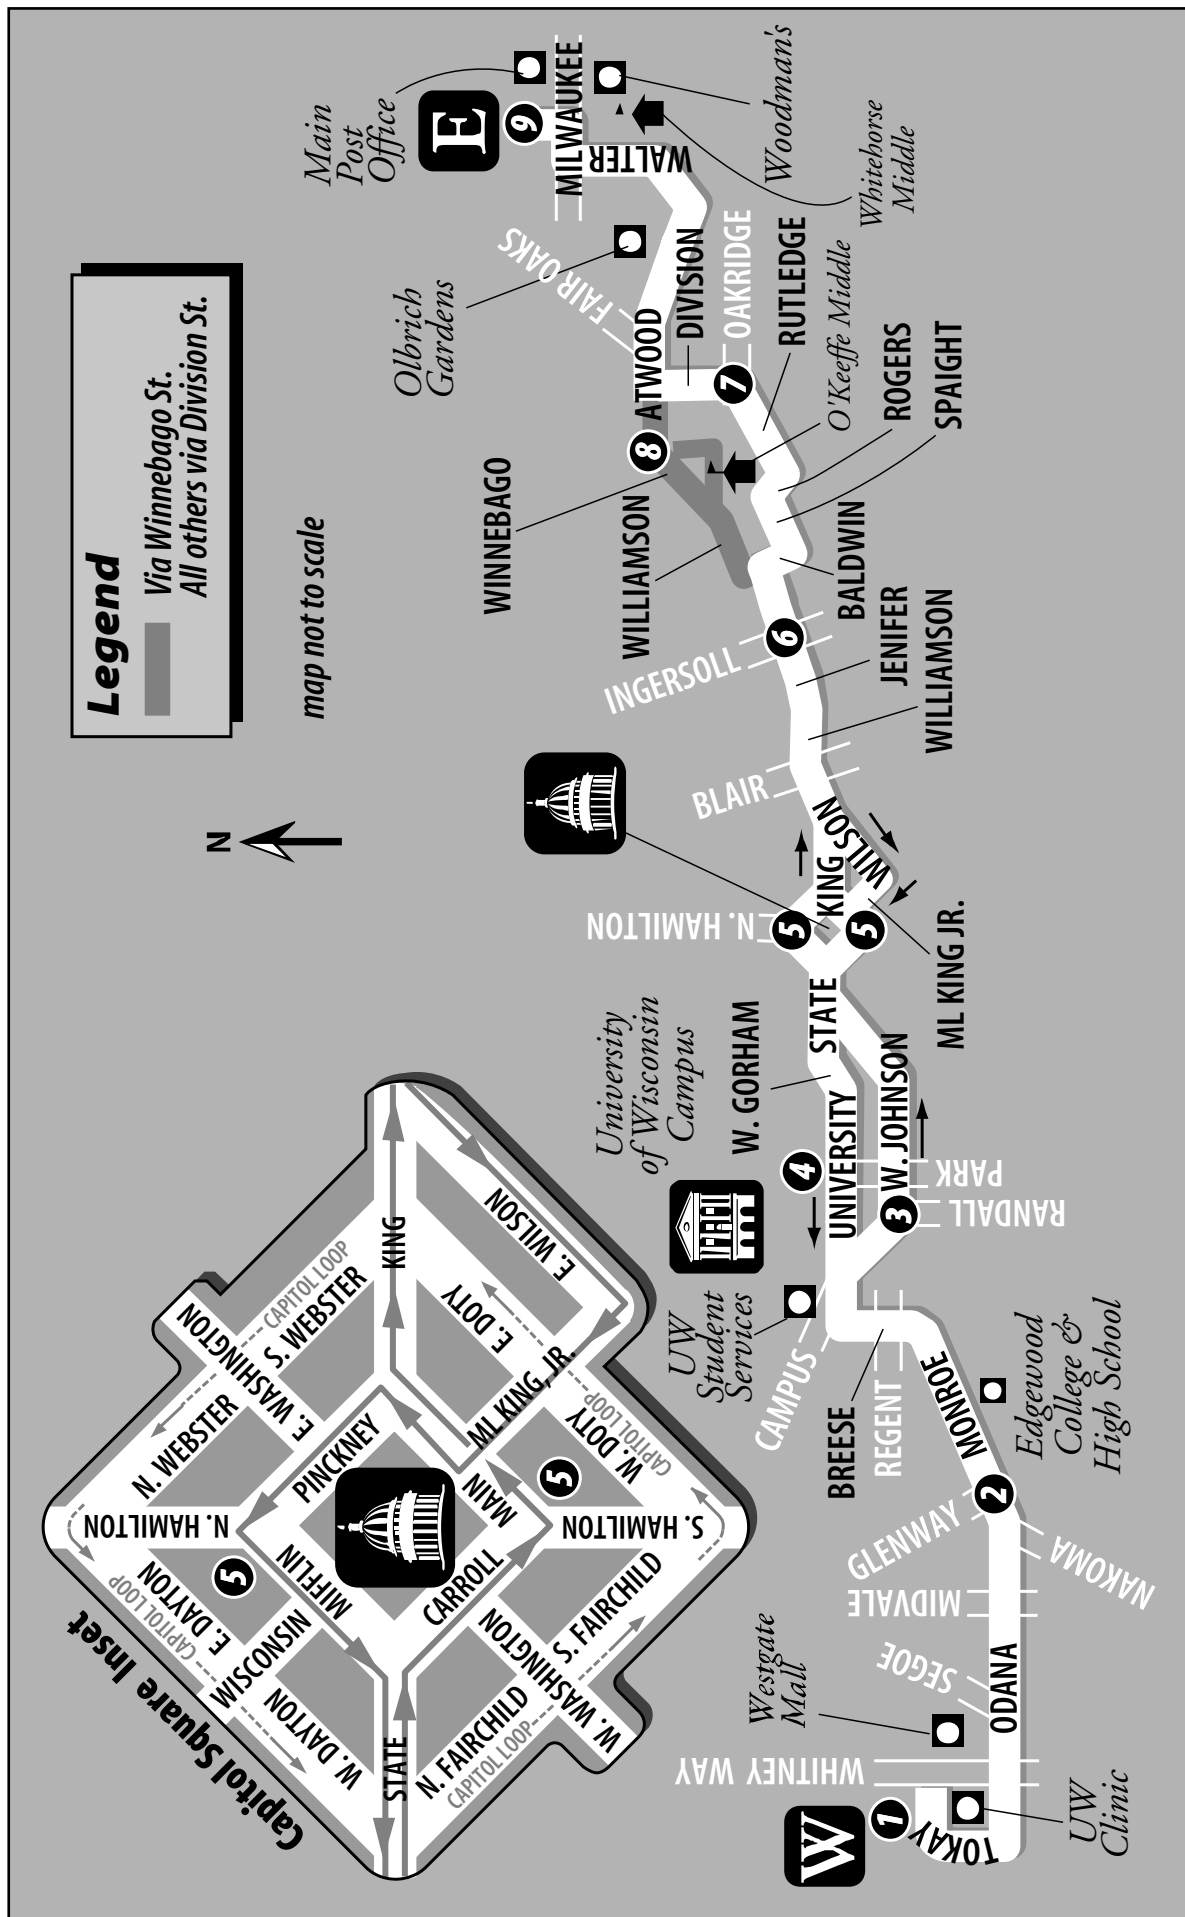 Capitol Square Inset
N. HAMILTON
N. WEBSTER
E. WASHINGTON
S. WEBSTER
CAPITOL LOOP
E. DAYTON
CAPITOL LOOP
WISCONSIN
W. DAYTON
MIFFLIN
PINCKNEY
5
STATE
KING
CARROLL
MAIN
ML KING, JR.
E. DOTY
E. WILSON
5
W. DOTY
CAPITOL LOOP
S. HAMILTON
N. FAIRCHILD
CAPITOL LOOP
W. WASHINGTON
S. FAIRCHILD
N
Legend
Via Winnebago St.
All others via Division St.
map not to scale
W
1
TOKAY
UW
Clinic
WHITNEY WAY
Westgate
Mall
ODANA
SEGOE
MIDVALE
GLENWAY
NAKOMA
2
MONROE
Edgewood
College &
High School
BREESE
REGENT
CAMPUS
UW
Student
Services
University
of Wisconsin
Campus
3
RANDALL
PARK
4
UNIVERSITY
W. JOHNSON
W. GORHAM
STATE
N. HAMILTON
5
5
KING
WILSON
ML KING JR.
BLAIR
WILLIAMSON
JENIFER
INGERSOLL
6
BALDWIN
WILLIAMSON
WINNEBAGO
SPAIGHT
ROGERS
O'Keeffe Middle
RUTLEDGE
OAKRIDGE
7
DIVISION
8
ATWOOD
FAIR OAKS
Olbrich
Gardens
WALTER
MILWAUKEE
9
E
Main
Post
Office
Woodman's
Whitehorse
Middle